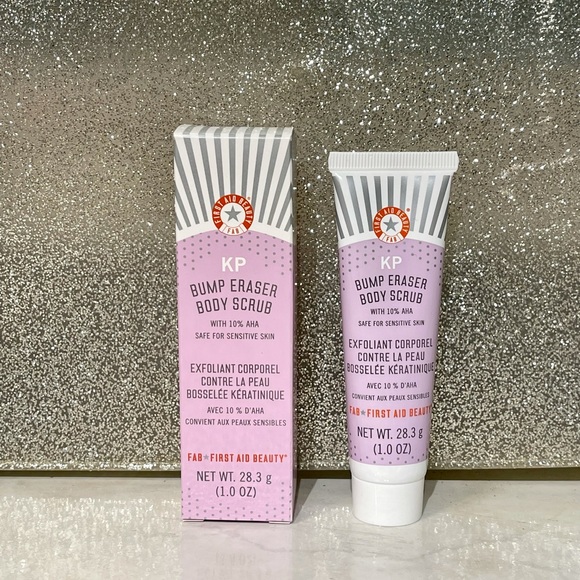 FIRST AID BEAUTY
FAB
KP
BUMP ERASER
BODY SCRUB
WITH 10% AHA
SAFE FOR SENSITIVE SKIN
EXFOLIANT CORPOREL
CONTRE LA PEAU
BOSSELÉE KÉRATINIQUE
AVEC 10 % D'AHA
CONVIENT AUX PEAUX SENSIBLES
FAB★FIRST AID BEAUTY®
NET WT. 28.3 g
(1.0 OZ)
FIRST AID BEAUTY
FAB
KP
BUMP ERASER
BODY SCRUB
WITH 10% AHA
SAFE FOR SENSITIVE SKIN
EXFOLIANT CORPOREL
CONTRE LA PEAU
BOSSELÉE KÉRATINIQUE
AVEC 10 % D'AHA
CONVIENT AUX PEAUX SENSIBLES
FAB★FIRST AID BEAUTY
NET WT. 28.3 g
(1.0 OZ)